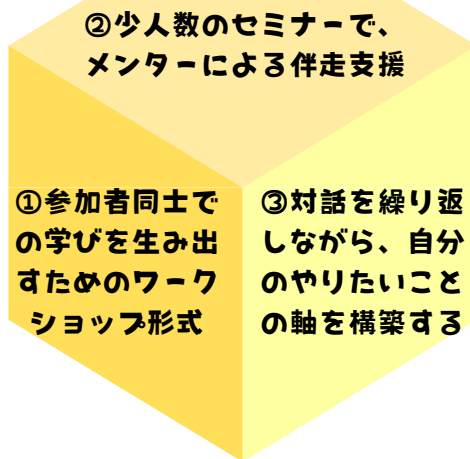 ②少人数のセミナーで、
メンターによる伴走支援
①参加者同士で
の学びを生み出
すためのワーク
ショップ形式
③対話を繰り返
しながら、自分
のやりたいこと
の軸を構築する